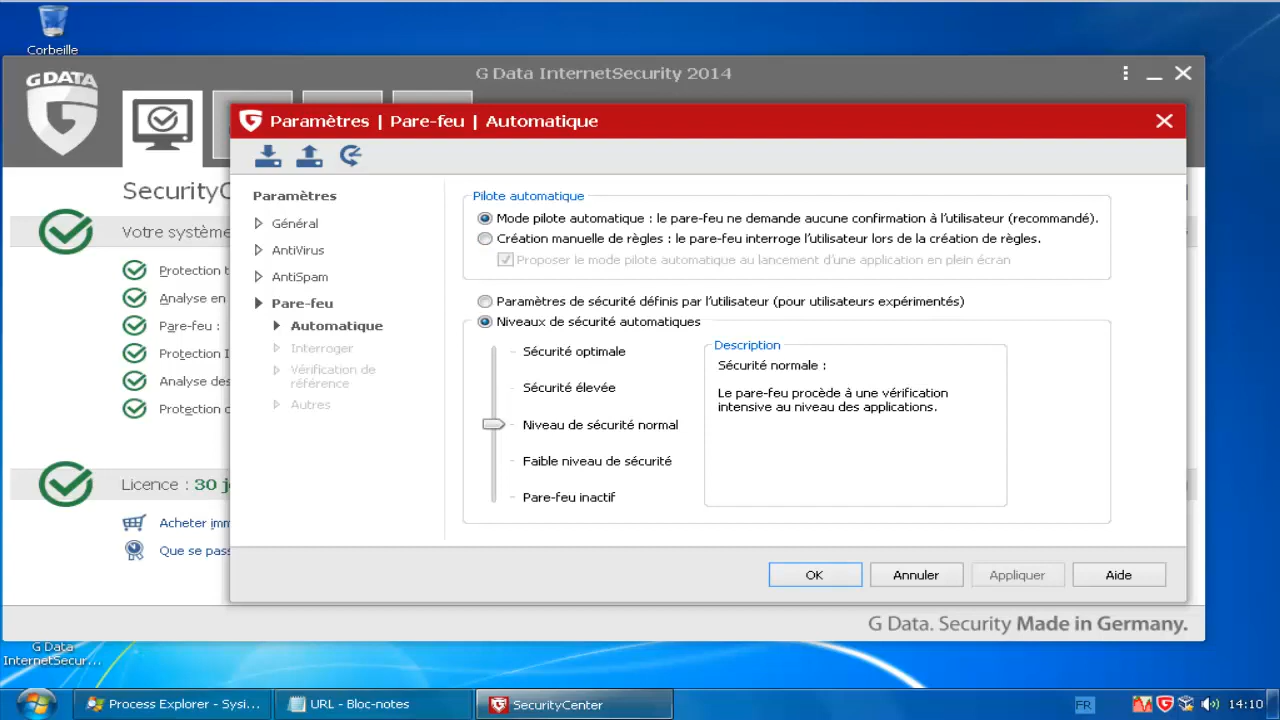 Corbeille
G DATA
G Data InternetSecurity 2014
Paramètres | Pare-feu | Automatique
SecurityC
Votre système
Protection t
Analyse en
Pare-feu :
Protection I
Analyse des
Protection d
Licence : 30 j
Acheter imm
Que se pass
Paramètres
Général
AntiVirus
AntiSpam
Pare-feu
Automatique
Interroger
Vérification de
référence
Autres
Pilote automatique
Mode pilote automatique : le pare-feu ne demande aucune confirmation à l'utilisateur (recommandé).
Création manuelle de règles : le pare-feu interroge l'utilisateur lors de la création de règles.
Proposer le mode pilote automatique au lancement d'une application en plein écran
Paramètres de sécurité définis par l'utilisateur (pour utilisateurs expérimentés)
Niveaux de sécurité automatiques
Sécurité optimale
Sécurité élevée
Niveau de sécurité normal
Faible niveau de sécurité
Pare-feu inactif
Description
Sécurité normale :
Le pare-feu procède à une vérification
intensive au niveau des applications.
OK
Annuler
Appliquer
Aide
G Data. Security Made in Germany.
G Data
InternetSecur...
Process Explorer - Sysi...
URL - Bloc-notes
SecurityCenter
FR
14:10